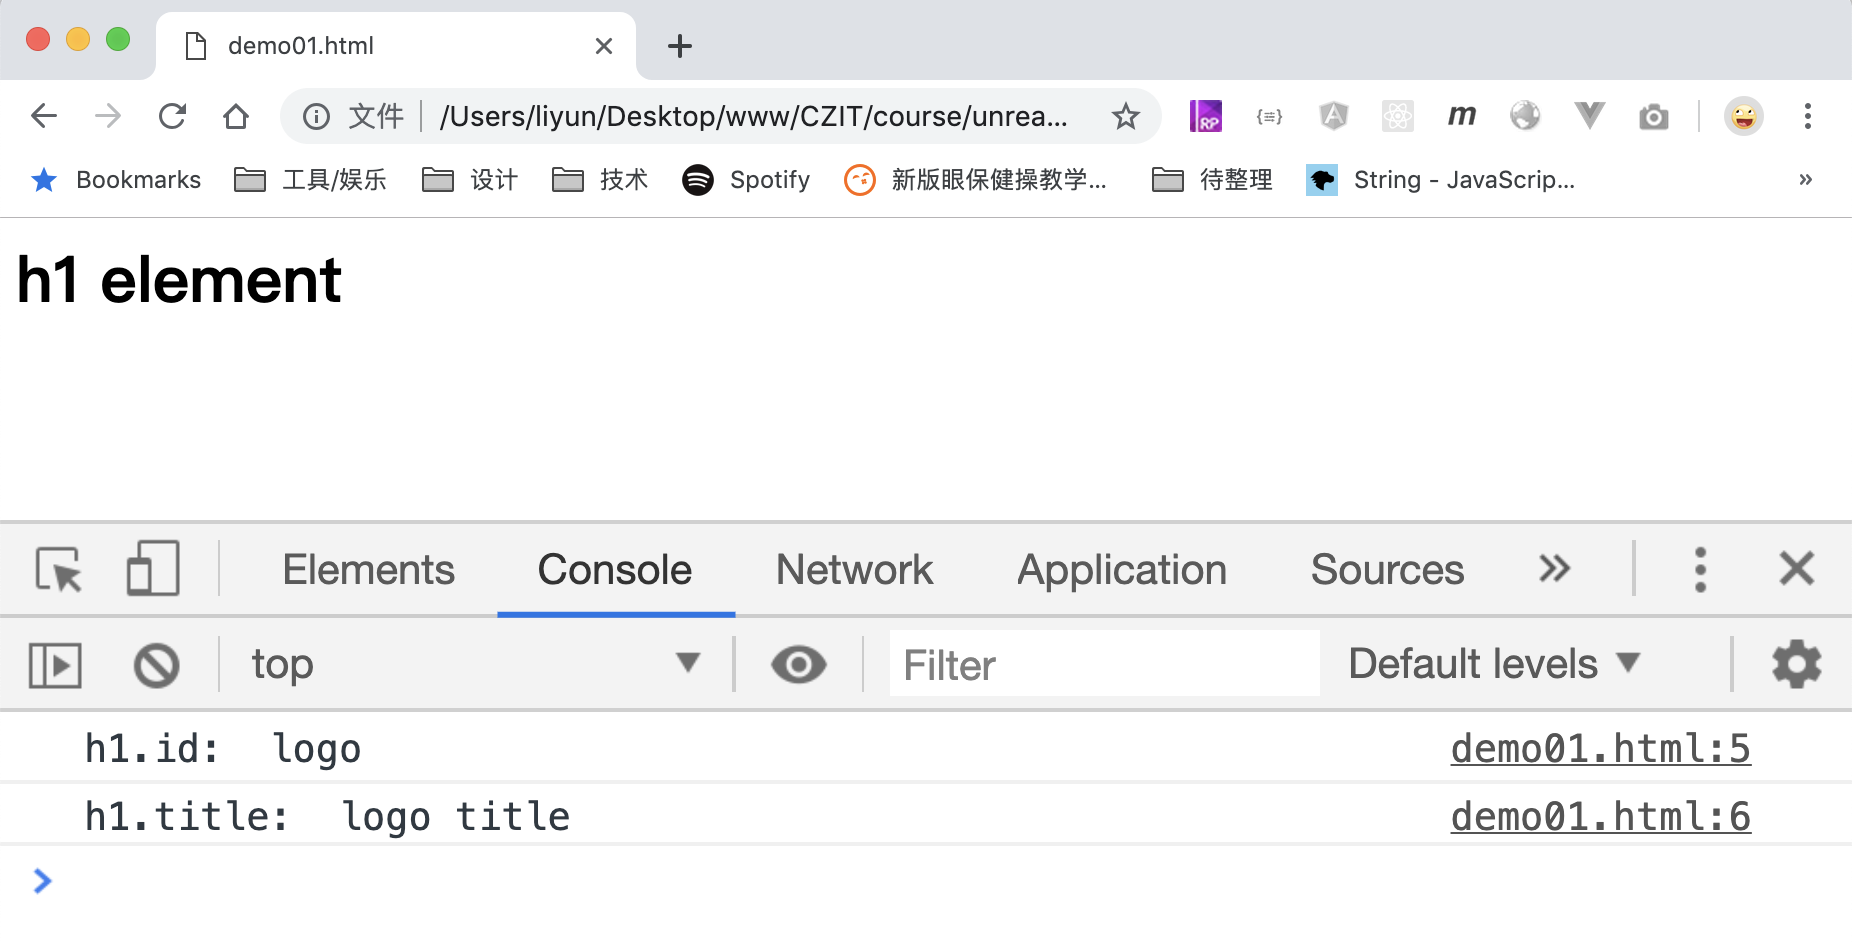 demo01.html
文件 /Users/liyun/Desktop/www/CZIT/course/unrea...
RP {≡} A m
Bookmarks 工具/娱乐 设计 技术 Spotify 新版眼保健操教学... 待整理 String - JavaScrip... »
h1 element
Elements Console Network Application Sources »
top Filter Default levels
h1.id:  logo demo01.html:5
h1.title:  logo title demo01.html:6